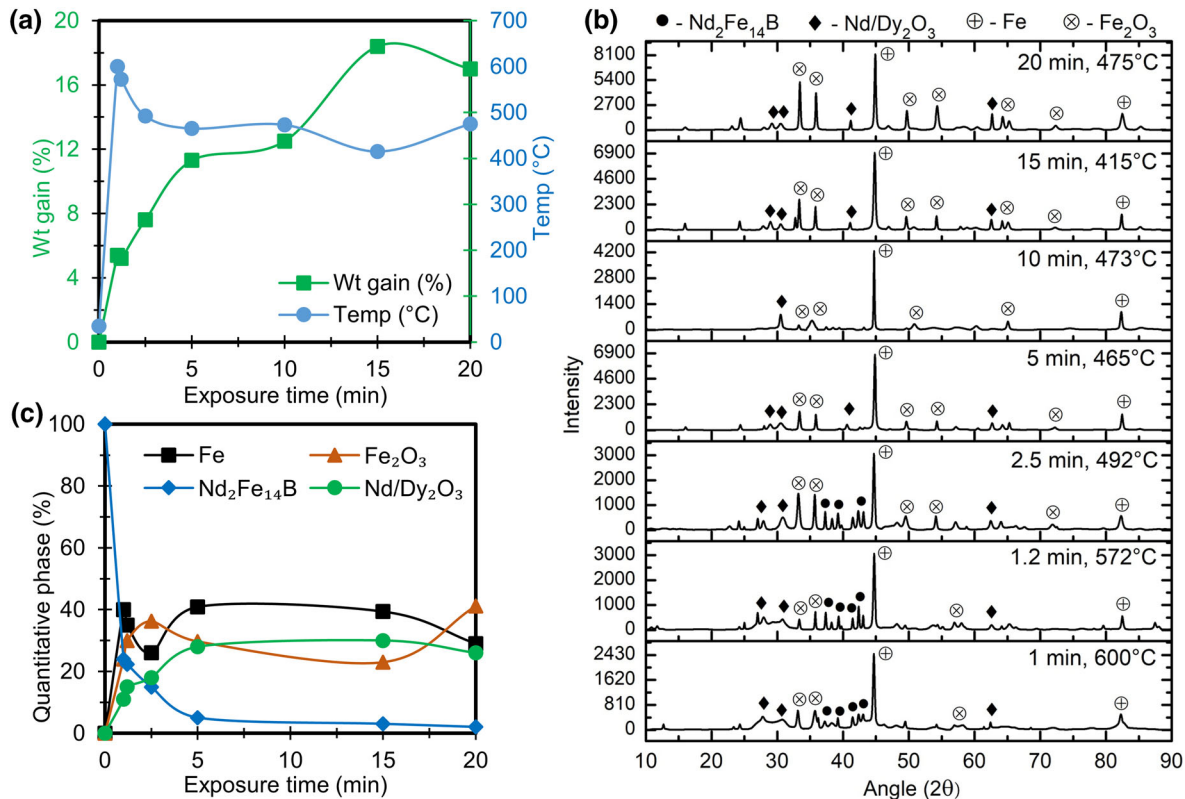 (a)
20
16
12
8
4
0
Wt gain (%)
700
600
500
400
300
200
100
0
Temp (°C)
Wt gain (%)
Temp (°C)
0 5 10 15 20
Exposure time (min)
(b)
- Nd₂Fe₁₄B - Nd/Dy₂O₃ - Fe - Fe₂O₃
8100
5400
2700
0
20 min, 475°C
6900
4600
2300
0
15 min, 415°C
4200
2800
1400
0
10 min, 473°C
6900
4600
2300
0
5 min, 465°C
3000
2000
1000
0
2.5 min, 492°C
3000
2000
1000
0
1.2 min, 572°C
2430
1620
810
0
1 min, 600°C
Intensity
10 20 30 40 50 60 70 80 90
Angle (2θ)
(c)
100
80
60
40
20
0
Quantitative phase (%)
Fe Fe₂O₃
Nd₂Fe₁₄B Nd/Dy₂O₃
0 5 10 15 20
Exposure time (min)